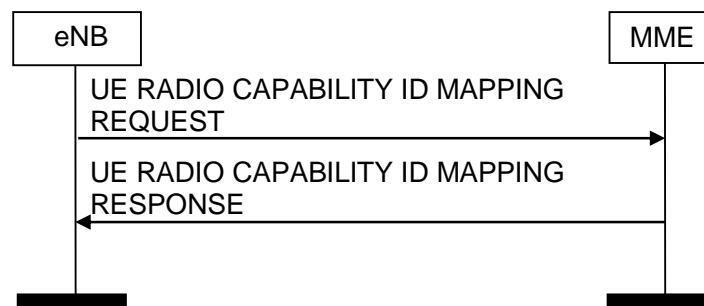 eNB
MME
UE RADIO CAPABILITY ID MAPPING
REQUEST
UE RADIO CAPABILITY ID MAPPING
RESPONSE